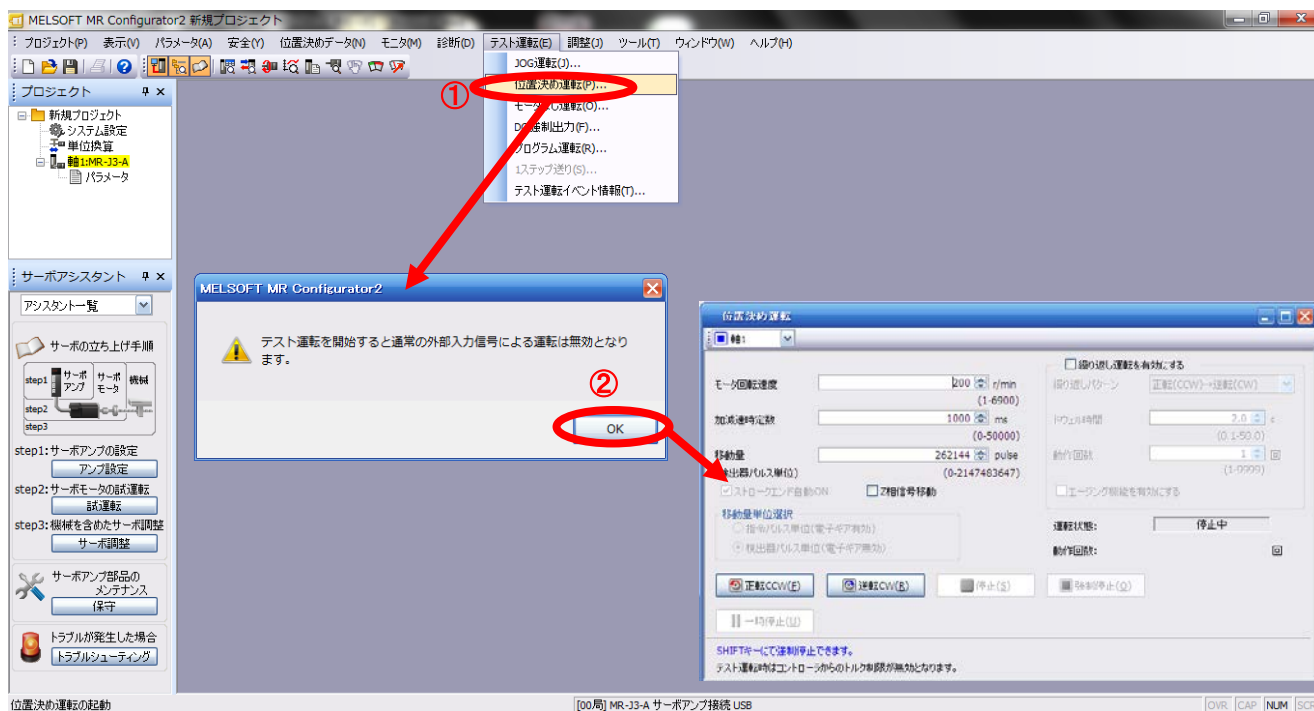 MELSOFT MR Configurator2 新規プロジェクト
プロジェクト(P) 表示(V) パラメータ(A) 安全(Y) 位置決めデータ(N) モニタ(M) 診断(D) テスト運転(E) 調整(J) ツール(T) ウィンドウ(W) ヘルプ(H)
JOG運転(J)...
① 位置決め運転(P)...
運転(O)...
強制出力(F)...
プログラム運転(R)...
1ステップ送り(S)...
テスト運転イベント情報(T)...
プロジェクト
新規プロジェクト
システム設定
単位換算
軸1:MR-J3-A
パラメータ
サーボアシスタント
アシスタント一覧
サーボの立ち上げ手順
step1 サーボアンプ サーボモータ 機械
step2
step3
step1:サーボアンプの設定
アンプ設定
step2:サーボモータの試運転
試運転
step3:機械を含めたサーボ調整
サーボ調整
サーボアンプ部品の
メンテナンス
保守
トラブルが発生した場合
トラブルシューティング
MELSOFT MR Configurator2
テスト運転を開始すると通常の外部入力信号による運転は無効となり
ます。
②
OK
位置決め運転
軸1
モータ回転速度 200 r/min
(1-6900)
加減速時定数 1000 ms
(0-50000)
移動量 262144 pulse
検出器パルス単位) (0-2147483647)
ストロークエンド自動ON Z相信号移動
移動量単位選択
指令パルス単位(電子ギア有効)
検出器パルス単位(電子ギア無効)
繰り返し運転を有効にする
繰り返しパターン 正転(CCW)→逆転(CW)
ドウェル時間 2.0 s
(0.1-50.0)
動作回数 1 回
(1-9999)
エージング機能を有効にする
運転状態: 停止中
動作回数: 回
正転CCW(F) 逆転CW(R) 停止(S) 強制停止(Q)
一時停止(U)
SHIFTキーにて強制停止できます。
テスト運転時はコントローラからのトルク制限が無効となります。
位置決め運転の起動 [00局] MR-J3-A サーボアンプ接続 USB OVR CAP NUM